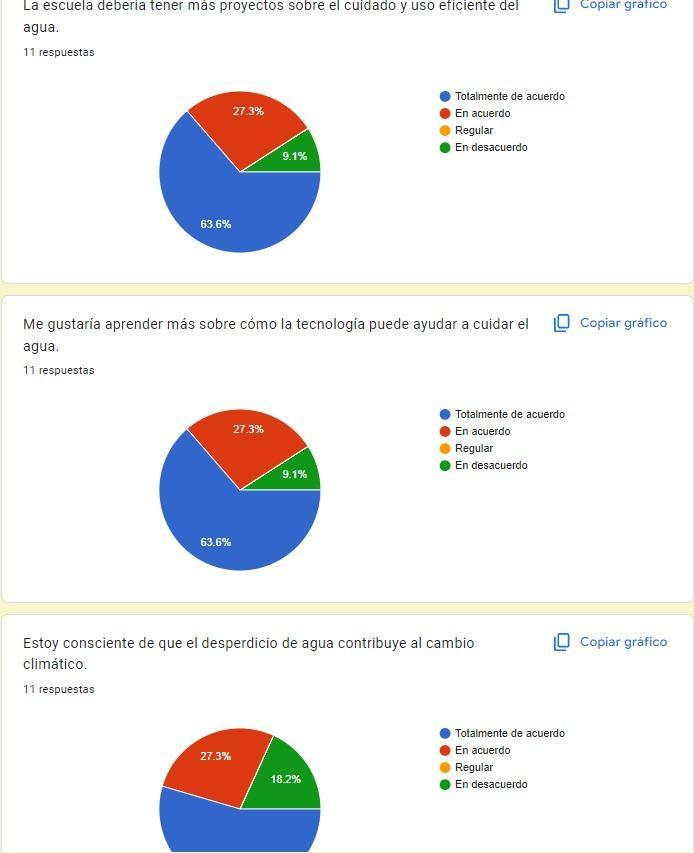 La escuela debería tener más proyectos sobre el cuidado y uso eficiente del
agua.
Copiar gráfico
11 respuestas
27.3%
9.1%
63.6%
Totalmente de acuerdo
En acuerdo
Regular
En desacuerdo
Me gustaría aprender más sobre cómo la tecnología puede ayudar a cuidar el
agua.
Copiar gráfico
11 respuestas
27.3%
9.1%
63.6%
Totalmente de acuerdo
En acuerdo
Regular
En desacuerdo
Estoy consciente de que el desperdicio de agua contribuye al cambio
climático.
Copiar gráfico
11 respuestas
27.3%
18.2%
Totalmente de acuerdo
En acuerdo
Regular
En desacuerdo